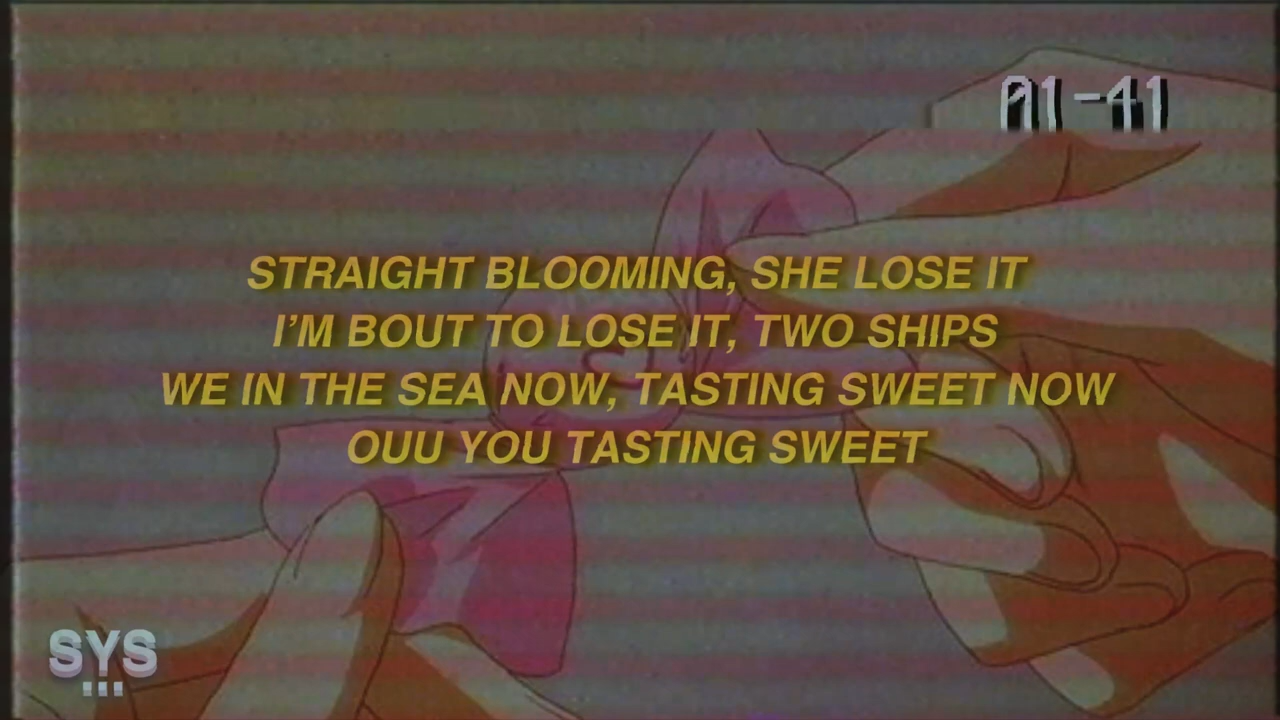 01-41
STRAIGHT BLOOMING, SHE LOSE IT
I’M BOUT TO LOSE IT, TWO SHIPS
WE IN THE SEA NOW, TASTING SWEET NOW
OUU YOU TASTING SWEET
SYS